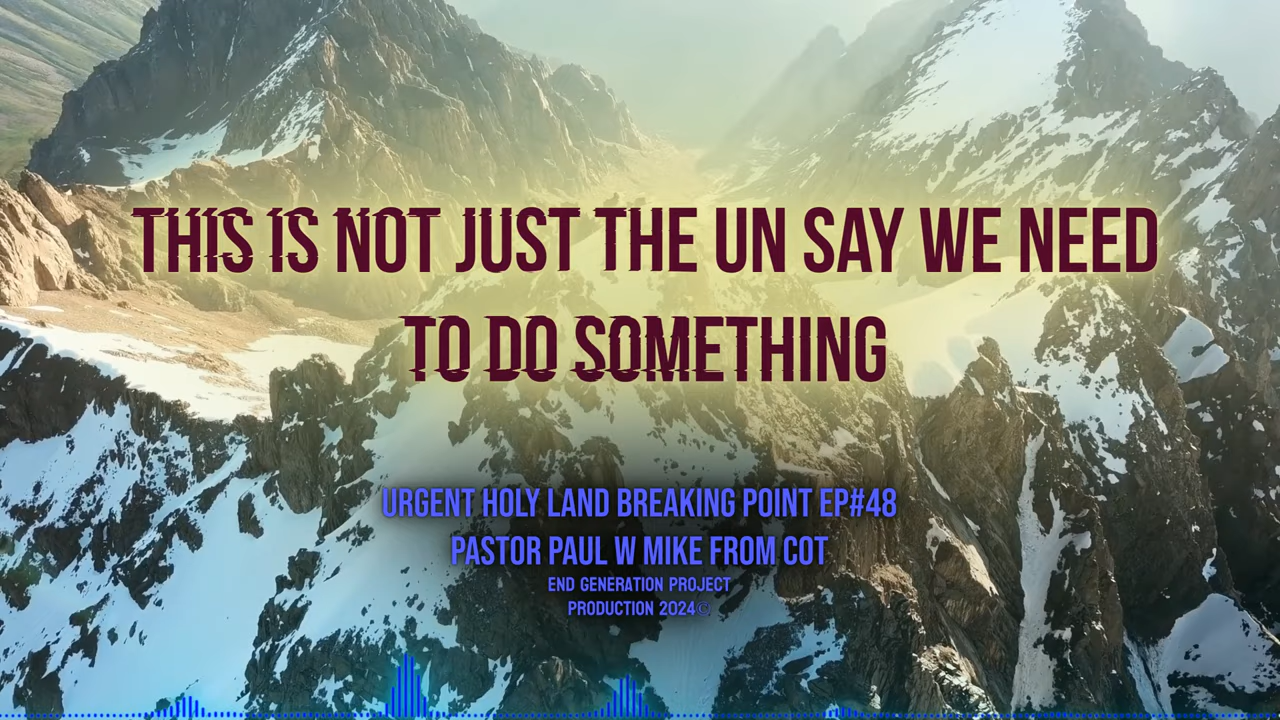 THIS IS NOT JUST THE UN SAY WE NEED
TO DO SOMETHING
URGENT HOLY LAND BREAKING POINT EP#48
PASTOR PAUL W MIKE FROM COT
END GENERATION PROJECT
PRODUCTION 2024©